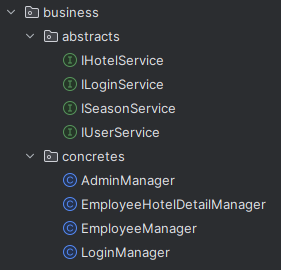 business
abstracts
I IHotelService
I ILoginService
I ISeasonService
I IUserService
concretes
C AdminManager
C EmployeeHotelDetailManager
C EmployeeManager
C LoginManager